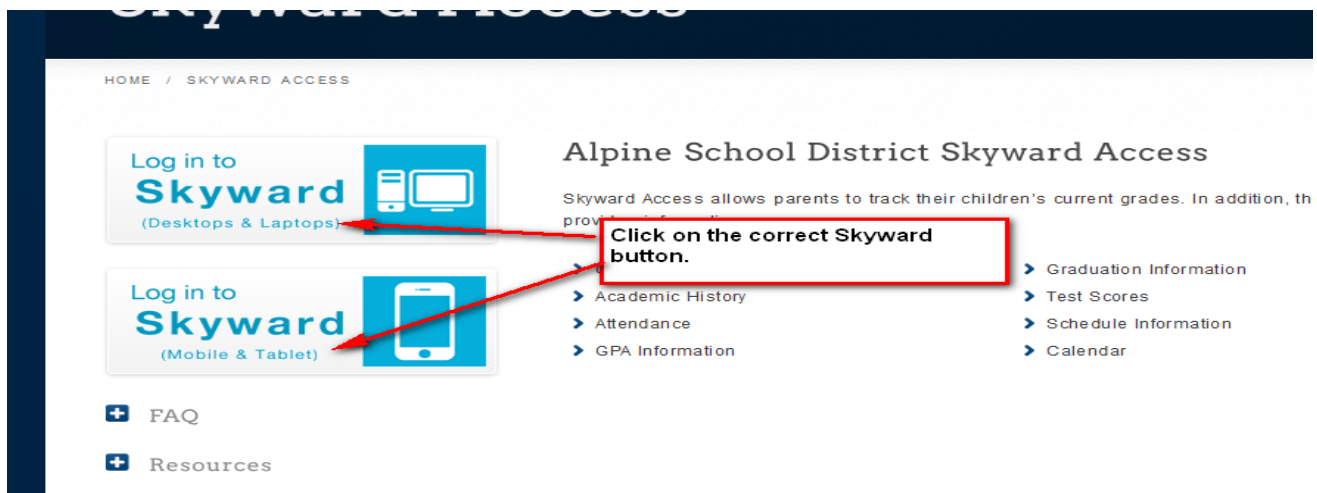 Skyward Access
HOME / SKYWARD ACCESS
Log in to
Skyward
(Desktops & Laptops)
Log in to
Skyward
(Mobile & Tablet)
FAQ
Resources
Alpine School District Skyward Access
Skyward Access allows parents to track their children's current grades. In addition, th
Click on the correct Skyward
button.
Academic History
Attendance
GPA Information
Graduation Information
Test Scores
Schedule Information
Calendar